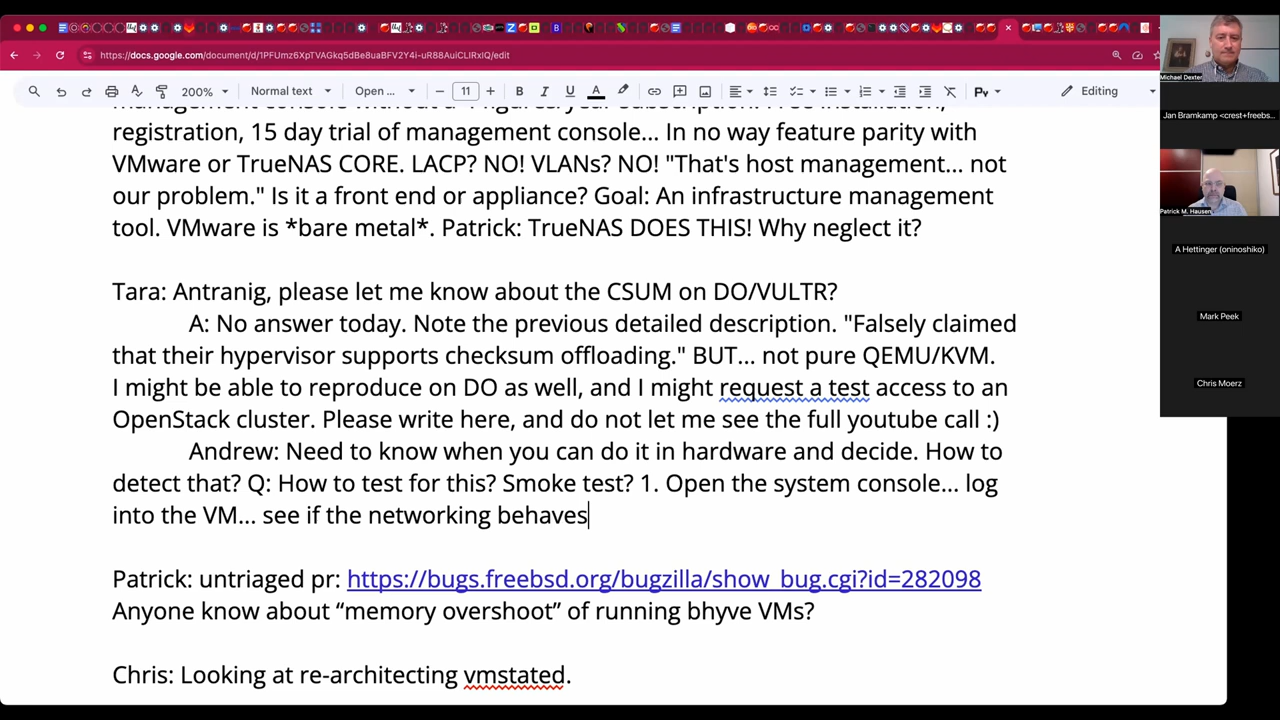 https://docs.google.com/document/d/1PFUmz6XpTVAGkq5dBe8uaBFV2Y4I-uR88AuiCLIRxIQ/edit
200%
Normal text
Open ...
11
Editing
registration, 15 day trial of management console... In no way feature parity with
VMware or TrueNAS CORE. LACP? NO! VLANs? NO! "That's host management... not
our problem." Is it a front end or appliance? Goal: An infrastructure management
tool. VMware is *bare metal*. Patrick: TrueNAS DOES THIS! Why neglect it?
Tara: Antranig, please let me know about the CSUM on DO/VULTR?
A: No answer today. Note the previous detailed description. "Falsely claimed
that their hypervisor supports checksum offloading." BUT... not pure QEMU/KVM.
I might be able to reproduce on DO as well, and I might request a test access to an
OpenStack cluster. Please write here, and do not let me see the full youtube call :)
Andrew: Need to know when you can do it in hardware and decide. How to
detect that? Q: How to test for this? Smoke test? 1. Open the system console... log
into the VM... see if the networking behaves
Patrick: untriaged pr: https://bugs.freebsd.org/bugzilla/show_bug.cgi?id=282098
Anyone know about “memory overshoot” of running bhyve VMs?
Chris: Looking at re-architecting vmstated.
Michael Dexter
Jan Bramkamp <crest+freebs...
Patrick M. Hausen
A Hettinger (oninoshiko)
Mark Peek
Chris Moerz